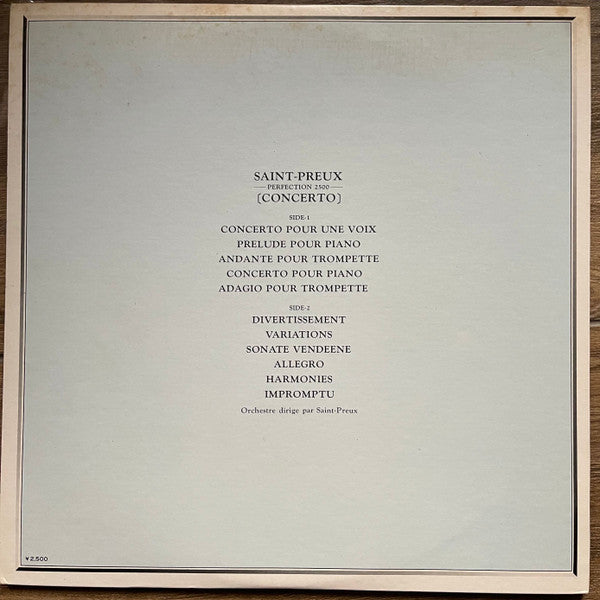 SAINT-PREUX
PERFECTION 2500
[CONCERTO]
SIDE-1
CONCERTO POUR UNE VOIX
PRELUDE POUR PIANO
ANDANTE POUR TROMPETTE
CONCERTO POUR PIANO
ADAGIO POUR TROMPETTE
SIDE-2
DIVERTISSEMENT
VARIATIONS
SONATE VENDEENE
ALLEGRO
HARMONIES
IMPROMPTU
Orchestre dirige par Saint-Preux
¥2,500